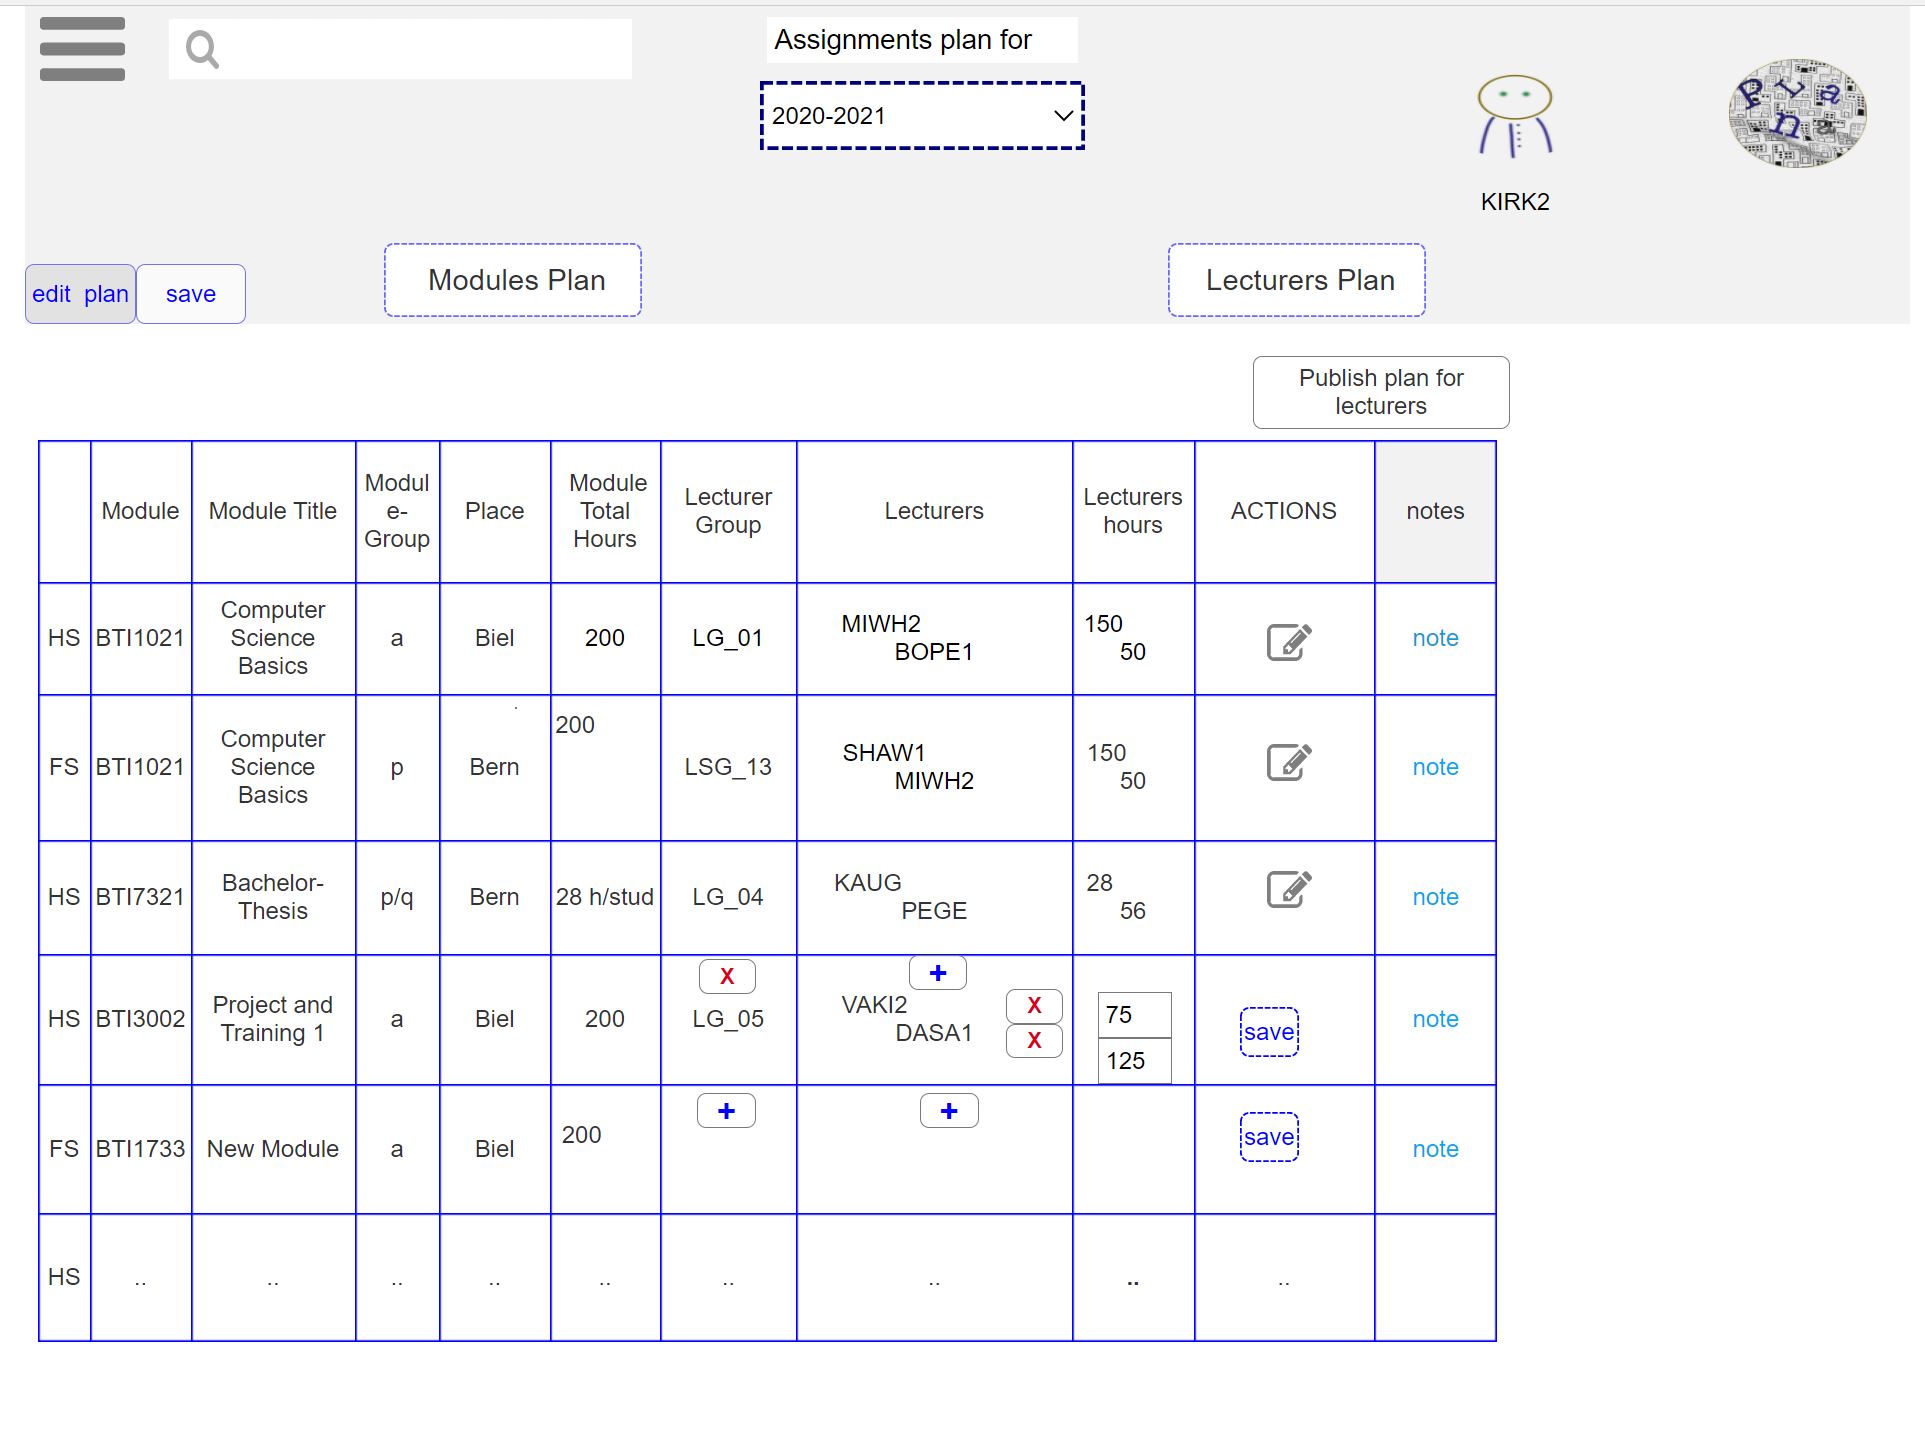 Assignments plan for
2020-2021
P L a n a
KIRK2
edit plan
save
Modules Plan
Lecturers Plan
Publish plan for
lecturers
Module
Module Title
Modul
e-
Group
Place
Module
Total
Hours
Lecturer
Group
Lecturers
Lecturers
hours
ACTIONS
notes
HS
BTI1021
Computer
Science
Basics
a
Biel
200
LG_01
MIWH2
BOPE1
150
50
note
FS
BTI1021
Computer
Science
Basics
p
Bern
200
LSG_13
SHAW1
MIWH2
150
50
note
HS
BTI7321
Bachelor-
Thesis
p/q
Bern
28 h/stud
LG_04
KAUG
PEGE
28
56
note
HS
BTI3002
Project and
Training 1
a
Biel
200
X
LG_05
+
VAKI2
DASA1
X
X
75
125
save
note
FS
BTI1733
New Module
a
Biel
200
+
+
save
note
HS
..
..
..
..
..
..
..
..
..